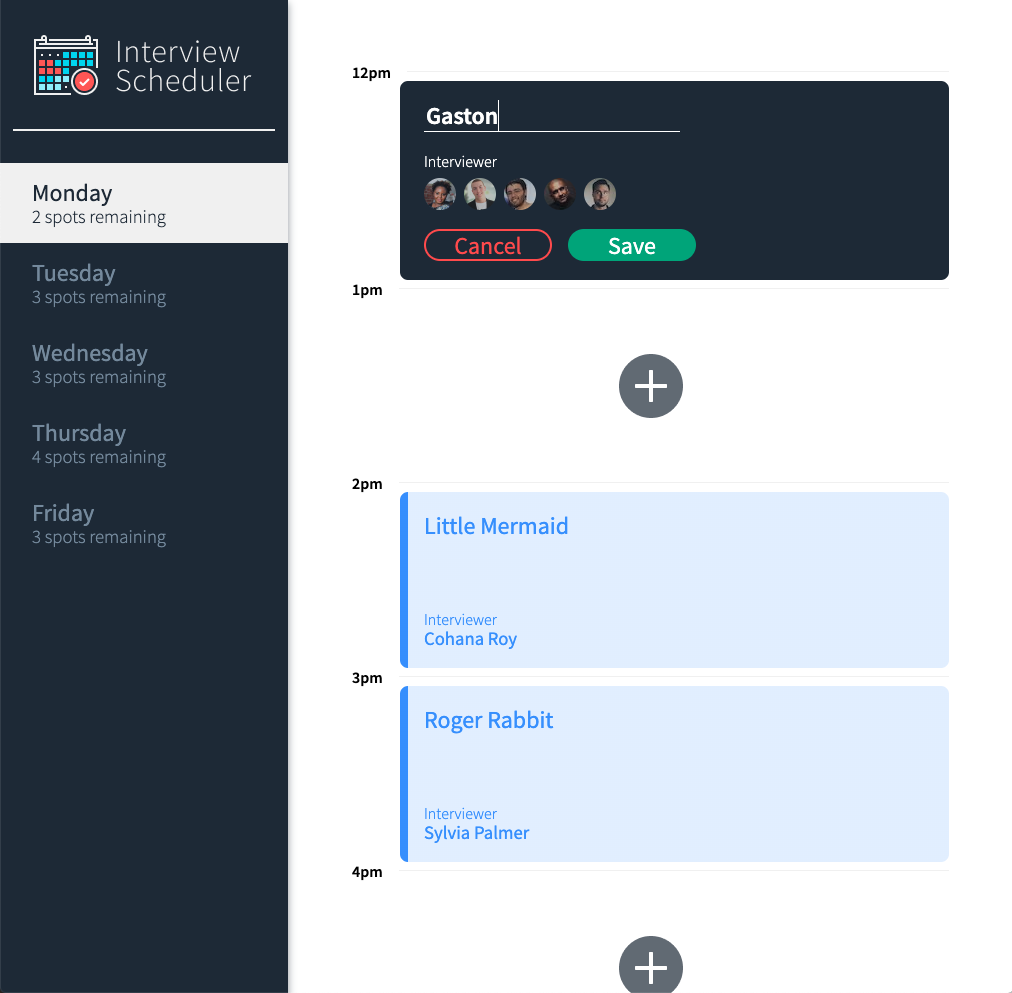 Interview
Scheduler
Monday
2 spots remaining
Tuesday
3 spots remaining
Wednesday
3 spots remaining
Thursday
4 spots remaining
Friday
3 spots remaining
12pm
Gaston
Interviewer
Cancel Save
1pm
2pm
Little Mermaid
Interviewer
Cohana Roy
3pm
Roger Rabbit
Interviewer
Sylvia Palmer
4pm